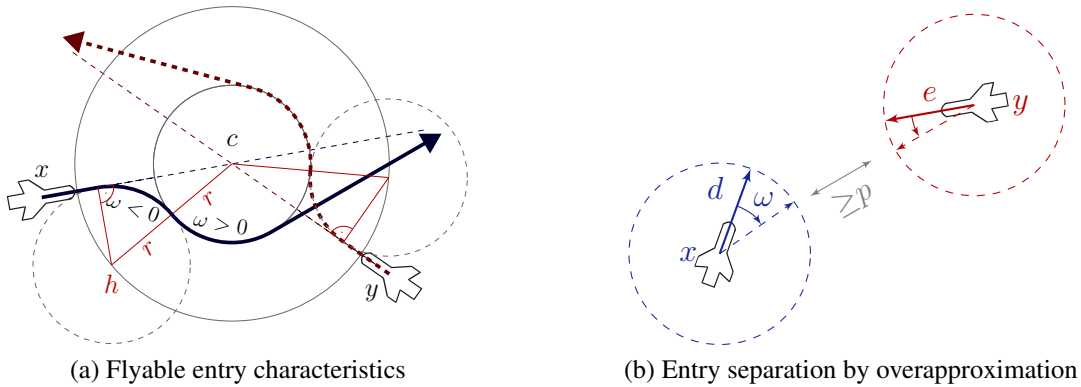 x
c
y
h
r
r
ω < 0
ω > 0
(a) Flyable entry characteristics
e
y
d
ω
x
≥p
(b) Entry separation by overapproximation